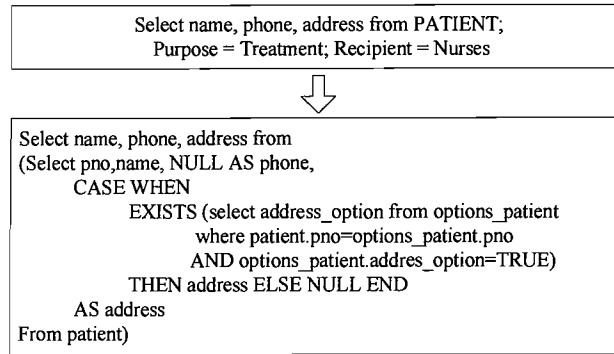 Select name, phone, address from PATIENT;
Purpose = Treatment; Recipient = Nurses
Select name, phone, address from
(Select pno,name, NULL AS phone,
CASE WHEN
EXISTS (select address_option from options_patient
where patient.pno=options_patient.pno
AND options_patient.addres_option=TRUE)
THEN address ELSE NULL END
AS address
From patient)